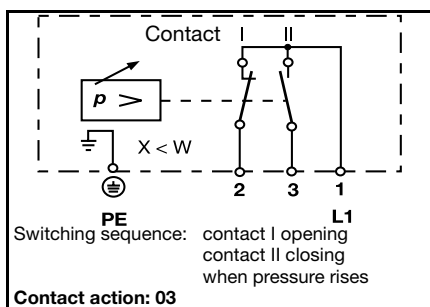 Contact I II
p >
X < W
2 3 1
PE L1
Switching sequence: contact I opening
contact II closing
when pressure rises
Contact action: 03